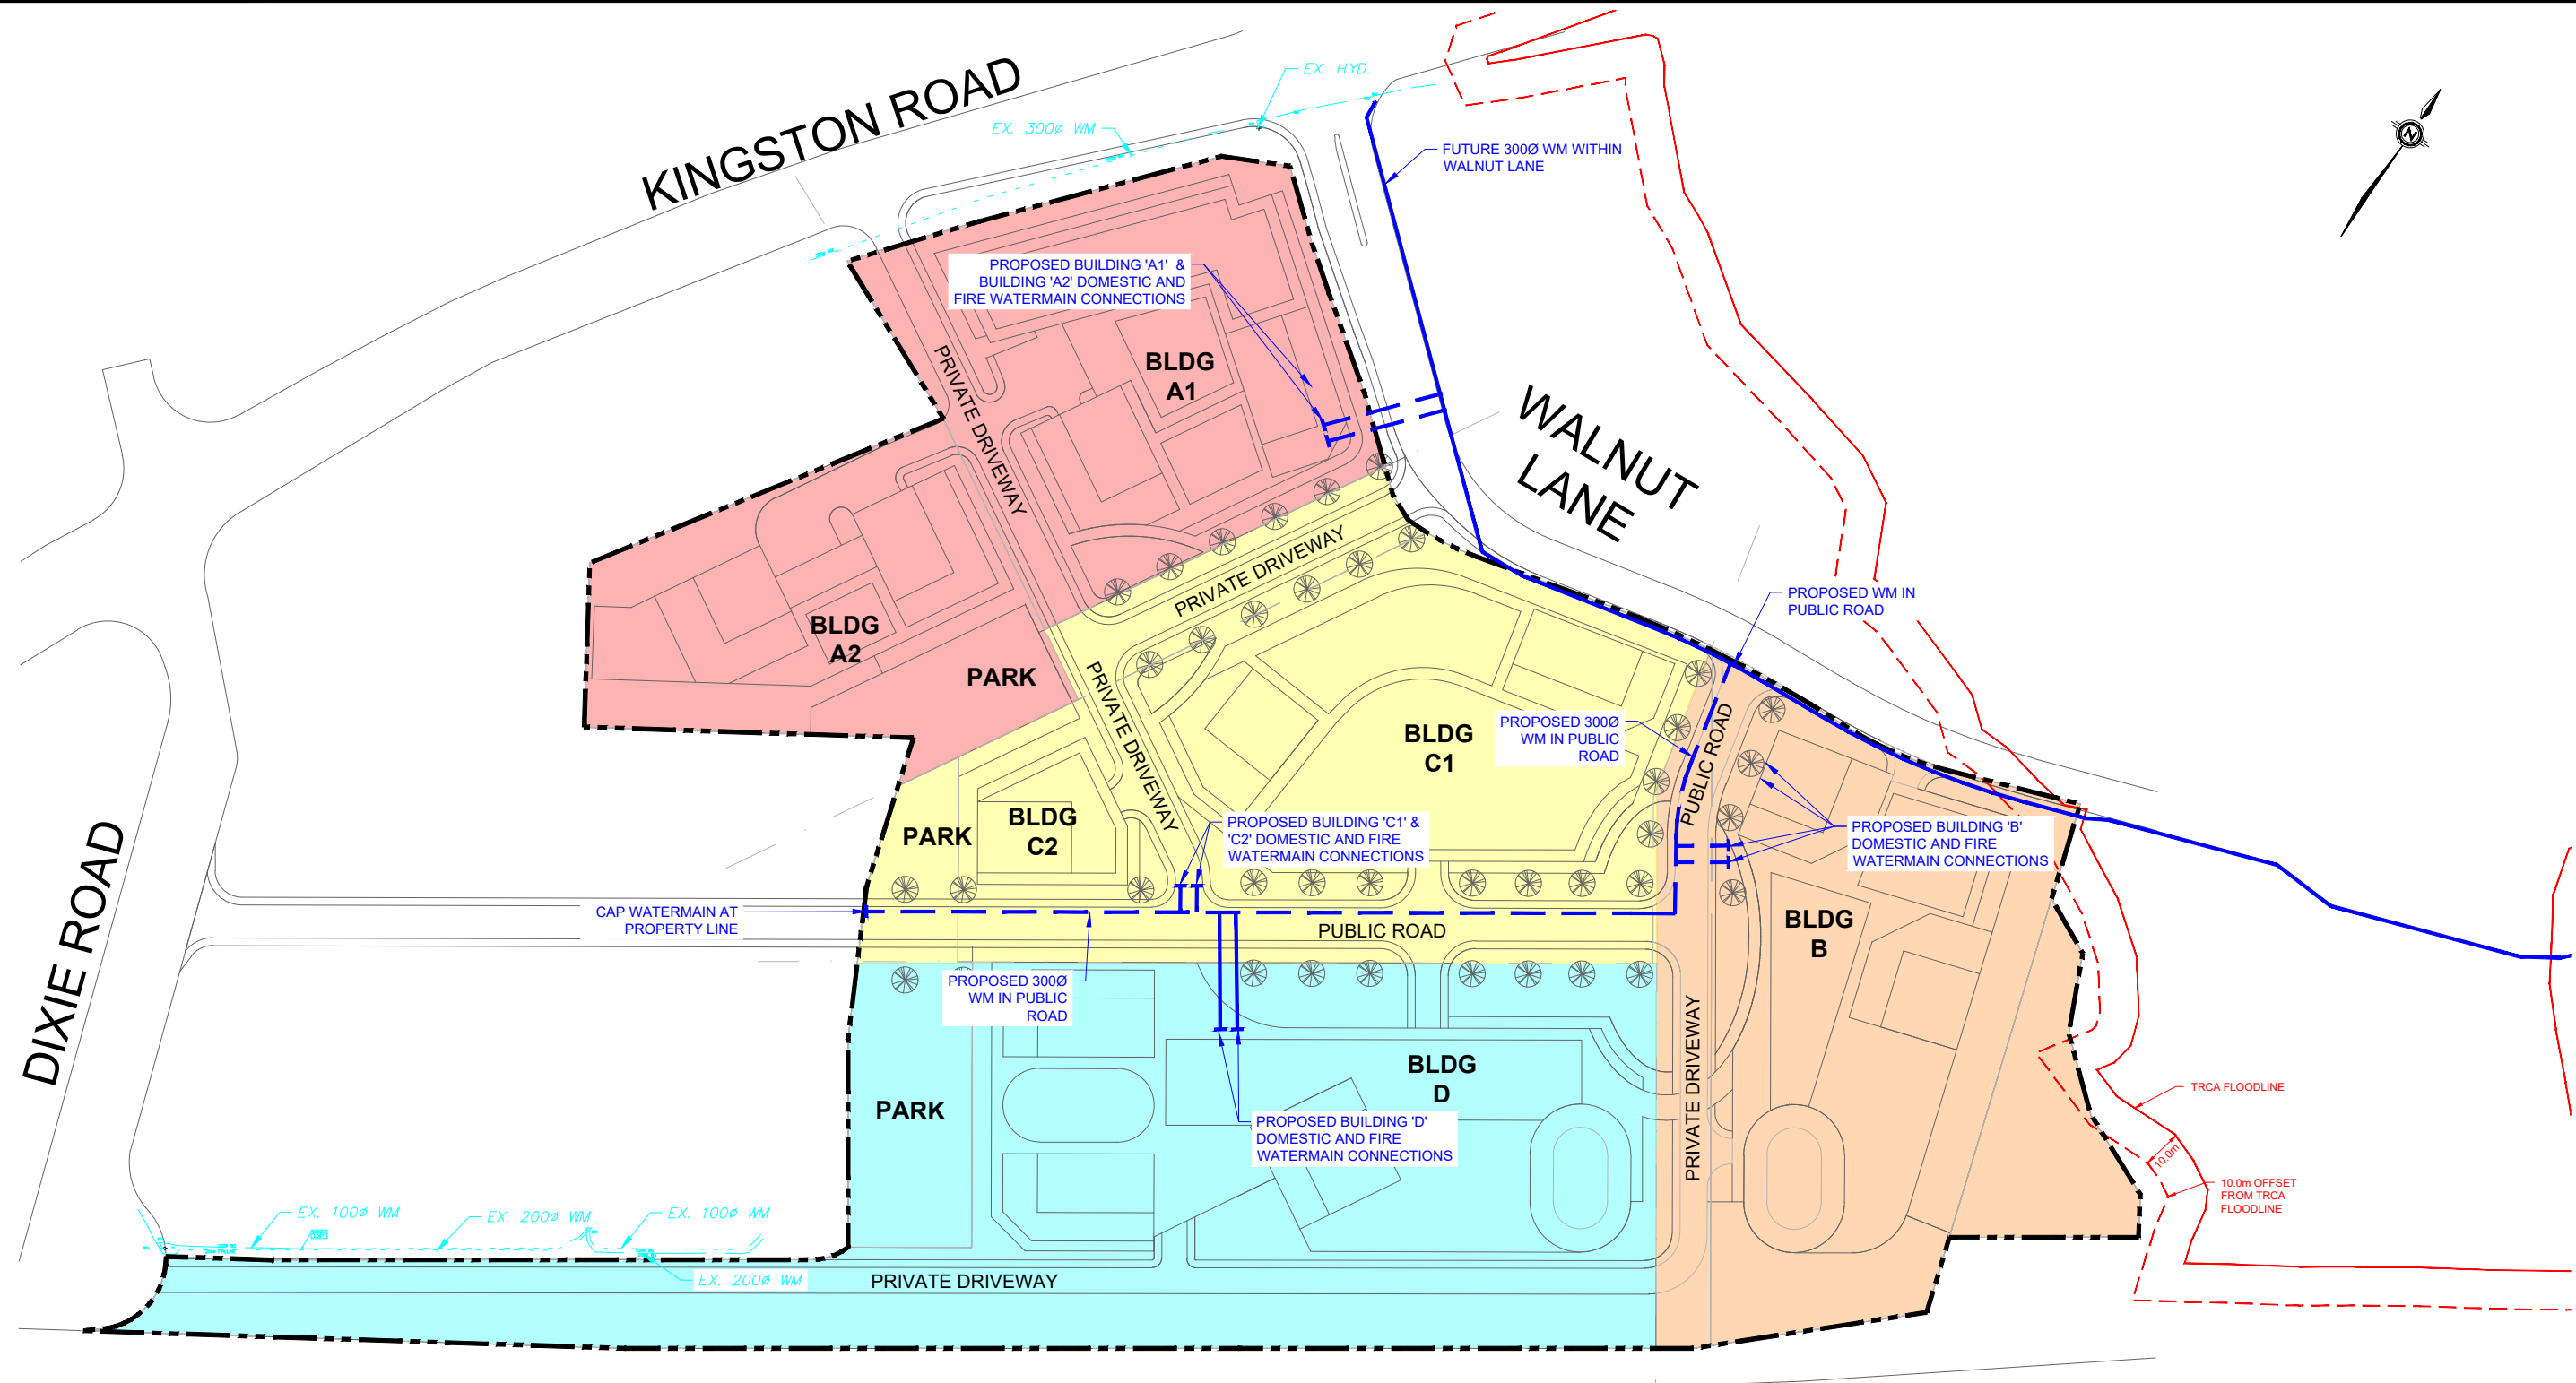 KINGSTON ROAD
EX. HYD.
EX. 300Ø WM
FUTURE 300Ø WM WITHIN
WALNUT LANE
N
PROPOSED BUILDING 'A1' &
BUILDING 'A2' DOMESTIC AND
FIRE WATERMAIN CONNECTIONS
BLDG
A1
PRIVATE DRIVEWAY
WALNUT
LANE
PRIVATE DRIVEWAY
PROPOSED WM IN
PUBLIC ROAD
BLDG
A2
PARK
PRIVATE DRIVEWAY
BLDG
C1
PROPOSED 300Ø
WM IN PUBLIC
ROAD
PUBLIC ROAD
BLDG
C2
PARK
PROPOSED BUILDING 'C1' &
'C2' DOMESTIC AND FIRE
WATERMAIN CONNECTIONS
PROPOSED BUILDING 'B'
DOMESTIC AND FIRE
WATERMAIN CONNECTIONS
DIXIE ROAD
CAP WATERMAIN AT
PROPERTY LINE
PUBLIC ROAD
BLDG
B
PROPOSED 300Ø
WM IN PUBLIC
ROAD
BLDG
D
PRIVATE DRIVEWAY
PARK
PROPOSED BUILDING 'D'
DOMESTIC AND FIRE
WATERMAIN CONNECTIONS
TRCA FLOODLINE
10.0m
10.0m OFFSET
FROM TRCA
FLOODLINE
EX. 100Ø WM
EX. 200Ø WM
EX. 100Ø WM
EX. 200Ø WM
PRIVATE DRIVEWAY